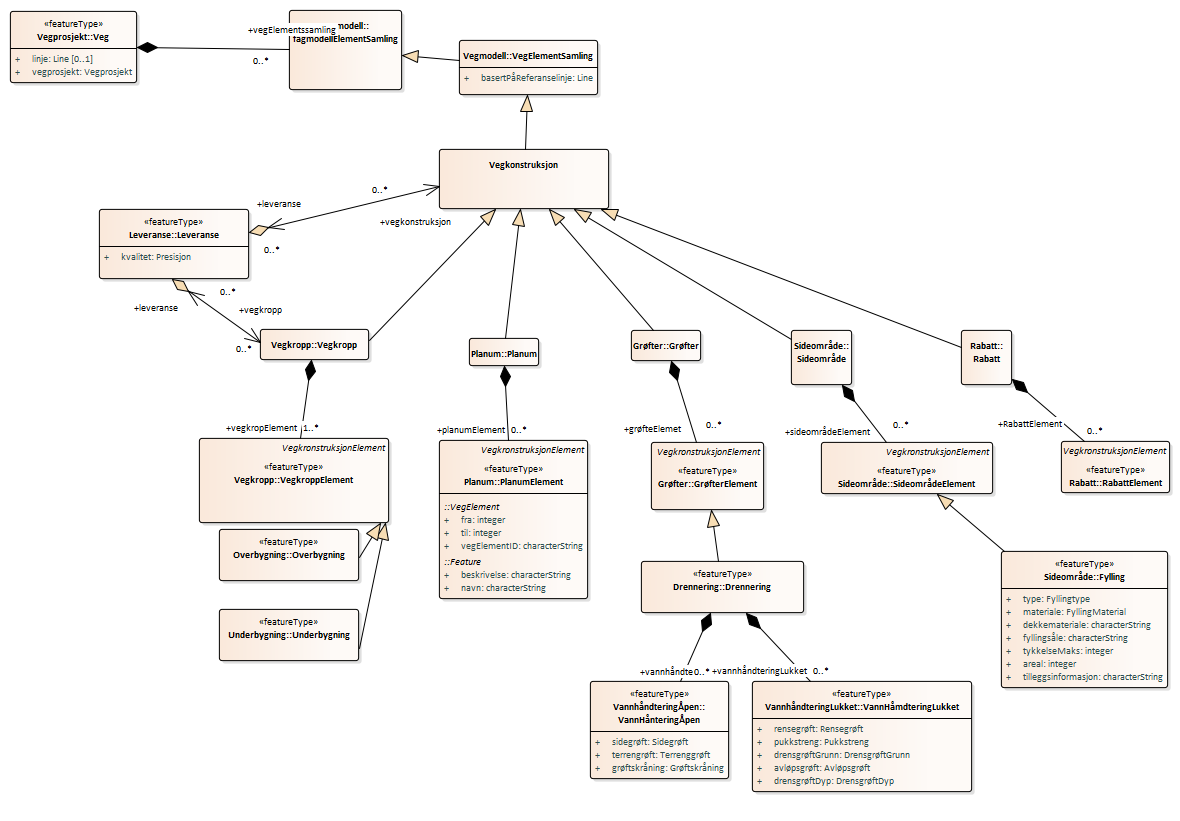 «featureType»
Vegprosjekt::Veg
+ linje: Line [0..1]
+ vegprosjekt: Vegprosjekt
+vegElementssamling
0..*
modell::
fagmodellElementSamling
Vegmodell::VegElementSamling
+ basertPåReferanselinje: Line
Vegkonstruksjon
0..*
+leveranse
+vegkonstruksjon
0..*
«featureType»
Leveranse::Leveranse
+ kvalitet: Presisjon
0..*
+leveranse
+vegkropp
0..*
Vegkropp::Vegkropp
Planum::Planum
Grøfter::Grøfter
Sideområde::
Sideområde
Rabatt::
Rabatt
+vegkropElement 1..*
+planumElement 0..*
+grøfteElemet
0..*
+sideområdeElement
0..*
+RabattElement
0..*
VegkronstruksjonElement
«featureType»
Vegkropp::VegkroppElement
VegkronstruksjonElement
«featureType»
Planum::PlanumElement
::VegElement
+ fra: integer
+ til: integer
+ vegElementID: characterString
::Feature
+ beskrivelse: characterString
+ navn: characterString
VegkronstruksjonElement
«featureType»
Grøfter::GrøfterElement
VegkronstruksjonElement
«featureType»
Sideområde::SideområdeElement
VegkronstruksjonElement
«featureType»
Rabatt::RabattElement
«featureType»
Overbygning::Overbygning
«featureType»
Underbygning::Underbygning
«featureType»
Drennering::Drennering
«featureType»
Sideområde::Fylling
+ type: Fyllingtype
+ materiale: FyllingMaterial
+ dekkemateriale: characterString
+ fyllingsåle: characterString
+ tykkelseMaks: integer
+ areal: integer
+ tilleggsinformasjon: characterString
+vannhåndte 0..*
+vannhåndteringLukket 0..*
«featureType»
VannhåndteringÅpen::
VannHånteringÅpen
+ sidegrøft: Sidegrøft
+ terrengrøft: Terrenggrøft
+ grøftskråning: Grøftskråning
«featureType»
VannhåndteringLukket::VannHåmdteringLukket
+ rensegrøft: Rensegrøft
+ pukkstreng: Pukkstreng
+ drensgrøftGrunn: DrensgrøftGrunn
+ avløpsgrøft: Avløpsgrøft
+ drensgrøftDyp: DrensgrøftDyp